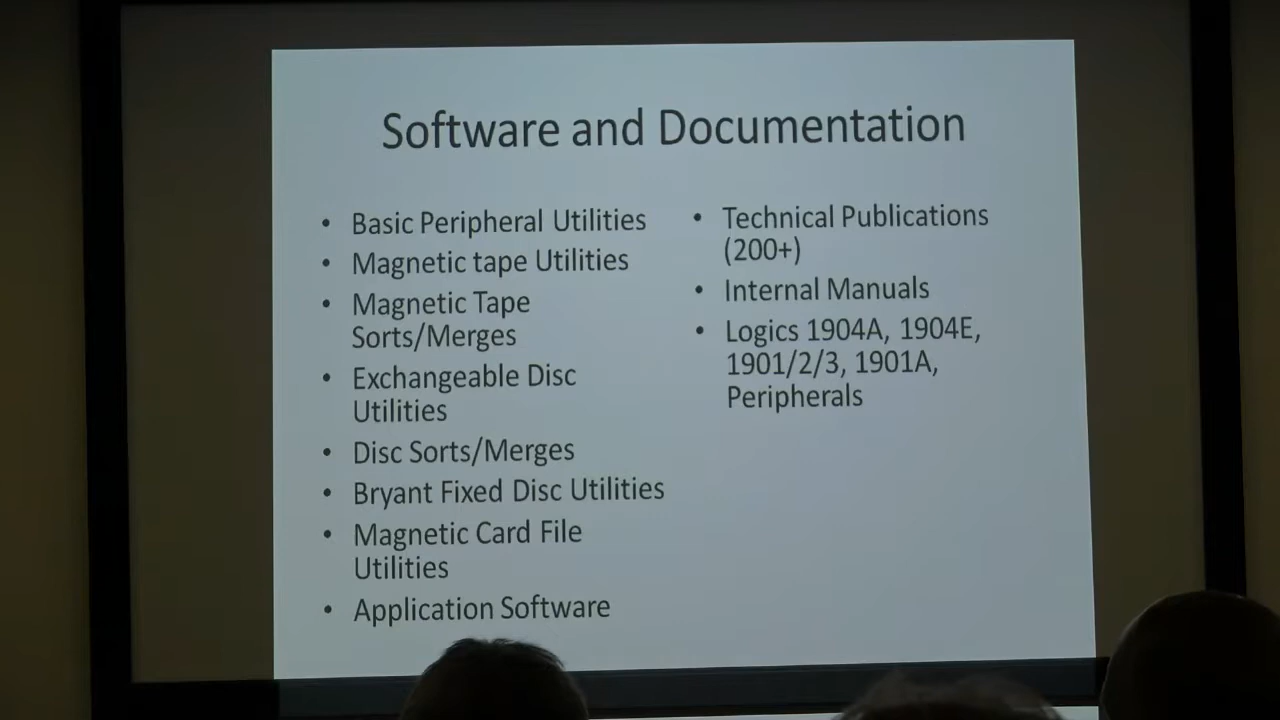 Software and Documentation
• Basic Peripheral Utilities
• Magnetic tape Utilities
• Magnetic Tape
Sorts/Merges
• Exchangeable Disc
Utilities
• Disc Sorts/Merges
• Bryant Fixed Disc Utilities
• Magnetic Card File
Utilities
• Application Software
• Technical Publications
(200+)
• Internal Manuals
• Logics 1904A, 1904E,
1901/2/3, 1901A,
Peripherals